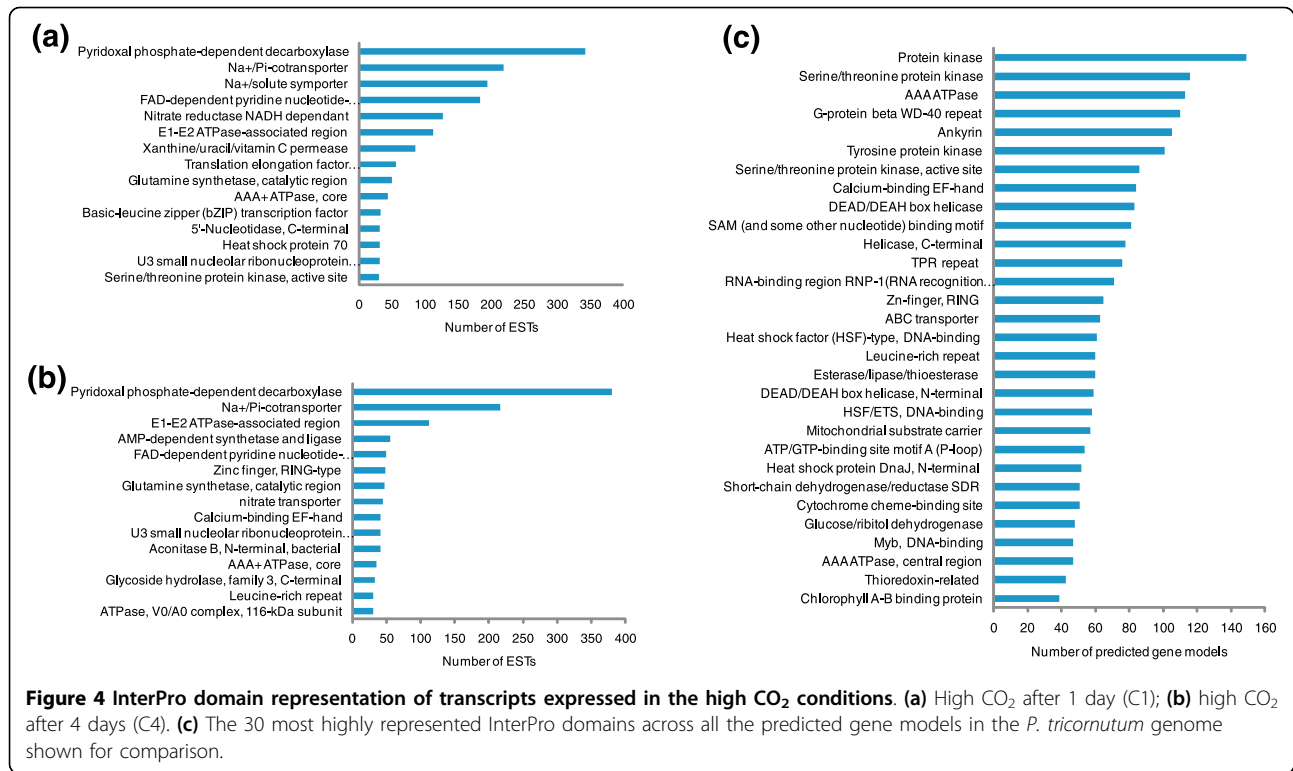 (a)
Pyridoxal phosphate-dependent decarboxylase
Na+/Pi-cotransporter
Na+/solute symporter
FAD-dependent pyridine nucleotide-…
Nitrate reductase NADH dependant
E1-E2 ATPase-associated region
Xanthine/uracil/vitamin C permease
Translation elongation factor…
Glutamine synthetase, catalytic region
AAA+ATPase, core
Basic-leucine zipper (bZIP) transcription factor
5'-Nucleotidase, C-terminal
Heat shock protein 70
U3 small nucleolar ribonucleoprotein…
Serine/threonine protein kinase, active site
0 50 100 150 200 250 300 350 400
Number of ESTs
(b)
Pyridoxal phosphate-dependent decarboxylase
Na+/Pi-cotransporter
E1-E2 ATPase-associated region
AMP-dependent synthetase and ligase
FAD-dependent pyridine nucleotide-…
Zinc finger, RING-type
Glutamine synthetase, catalytic region
nitrate transporter
Calcium-binding EF-hand
U3 small nucleolar ribonucleoprotein…
Aconitase B, N-terminal, bacterial
AAA+ATPase, core
Glycoside hydrolase, family 3, C-terminal
Leucine-rich repeat
ATPase, V0/A0 complex, 116-kDa subunit
0 50 100 150 200 250 300 350 400
Number of ESTs
(c)
Protein kinase
Serine/threonine protein kinase
AAAATPase
G-protein beta WD-40 repeat
Ankyrin
Tyrosine protein kinase
Serine/threonine protein kinase, active site
Calcium-binding EF-hand
DEAD/DEAH box helicase
SAM (and some other nucleotide) binding motif
Helicase, C-terminal
TPR repeat
RNA-binding region RNP-1(RNA recognition…
Zn-finger, RING
ABC transporter
Heat shock factor (HSF)-type, DNA-binding
Leucine-rich repeat
Esterase/lipase/thioesterase
DEAD/DEAH box helicase, N-terminal
HSF/ETS, DNA-binding
Mitochondrial substrate carrier
ATP/GTP-binding site motif A (P-loop)
Heat shock protein DnaJ, N-terminal
Short-chain dehydrogenase/reductase SDR
Cytochrome cheme-binding site
Glucose/ribitol dehydrogenase
Myb, DNA-binding
AAAATPase, central region
Thioredoxin-related
Chlorophyll A-B binding protein
0 20 40 60 80 100 120 140 160
Number of predicted gene models
Figure 4 InterPro domain representation of transcripts expressed in the high CO₂ conditions. (a) High CO₂ after 1 day (C1); (b) high CO₂
after 4 days (C4). (c) The 30 most highly represented InterPro domains across all the predicted gene models in the P. tricornutum genome
shown for comparison.